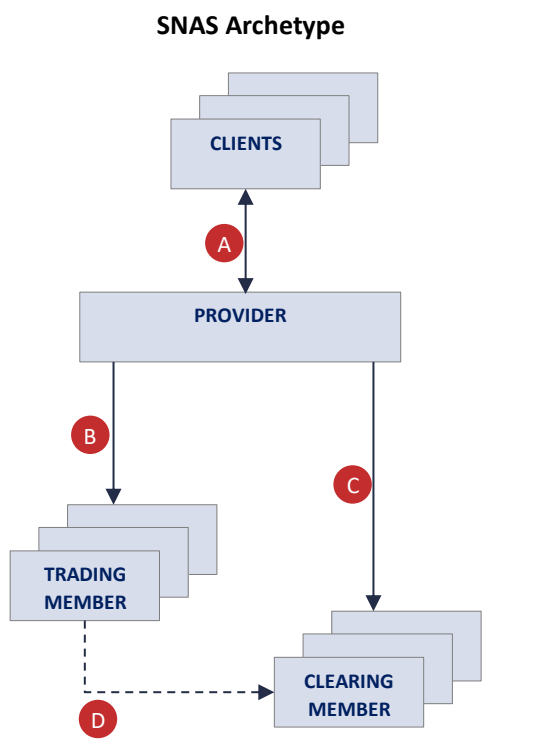 SNAS Archetype
CLIENTS
A
PROVIDER
B
C
TRADING
MEMBER
CLEARING
MEMBER
D